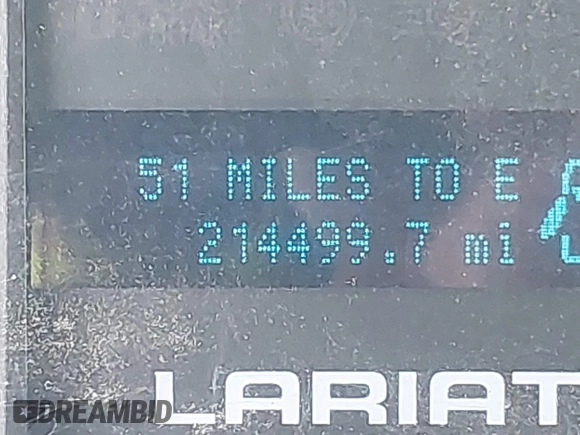 51 MILES TO E
214499.7 mi
LARIAT
DREAMBID